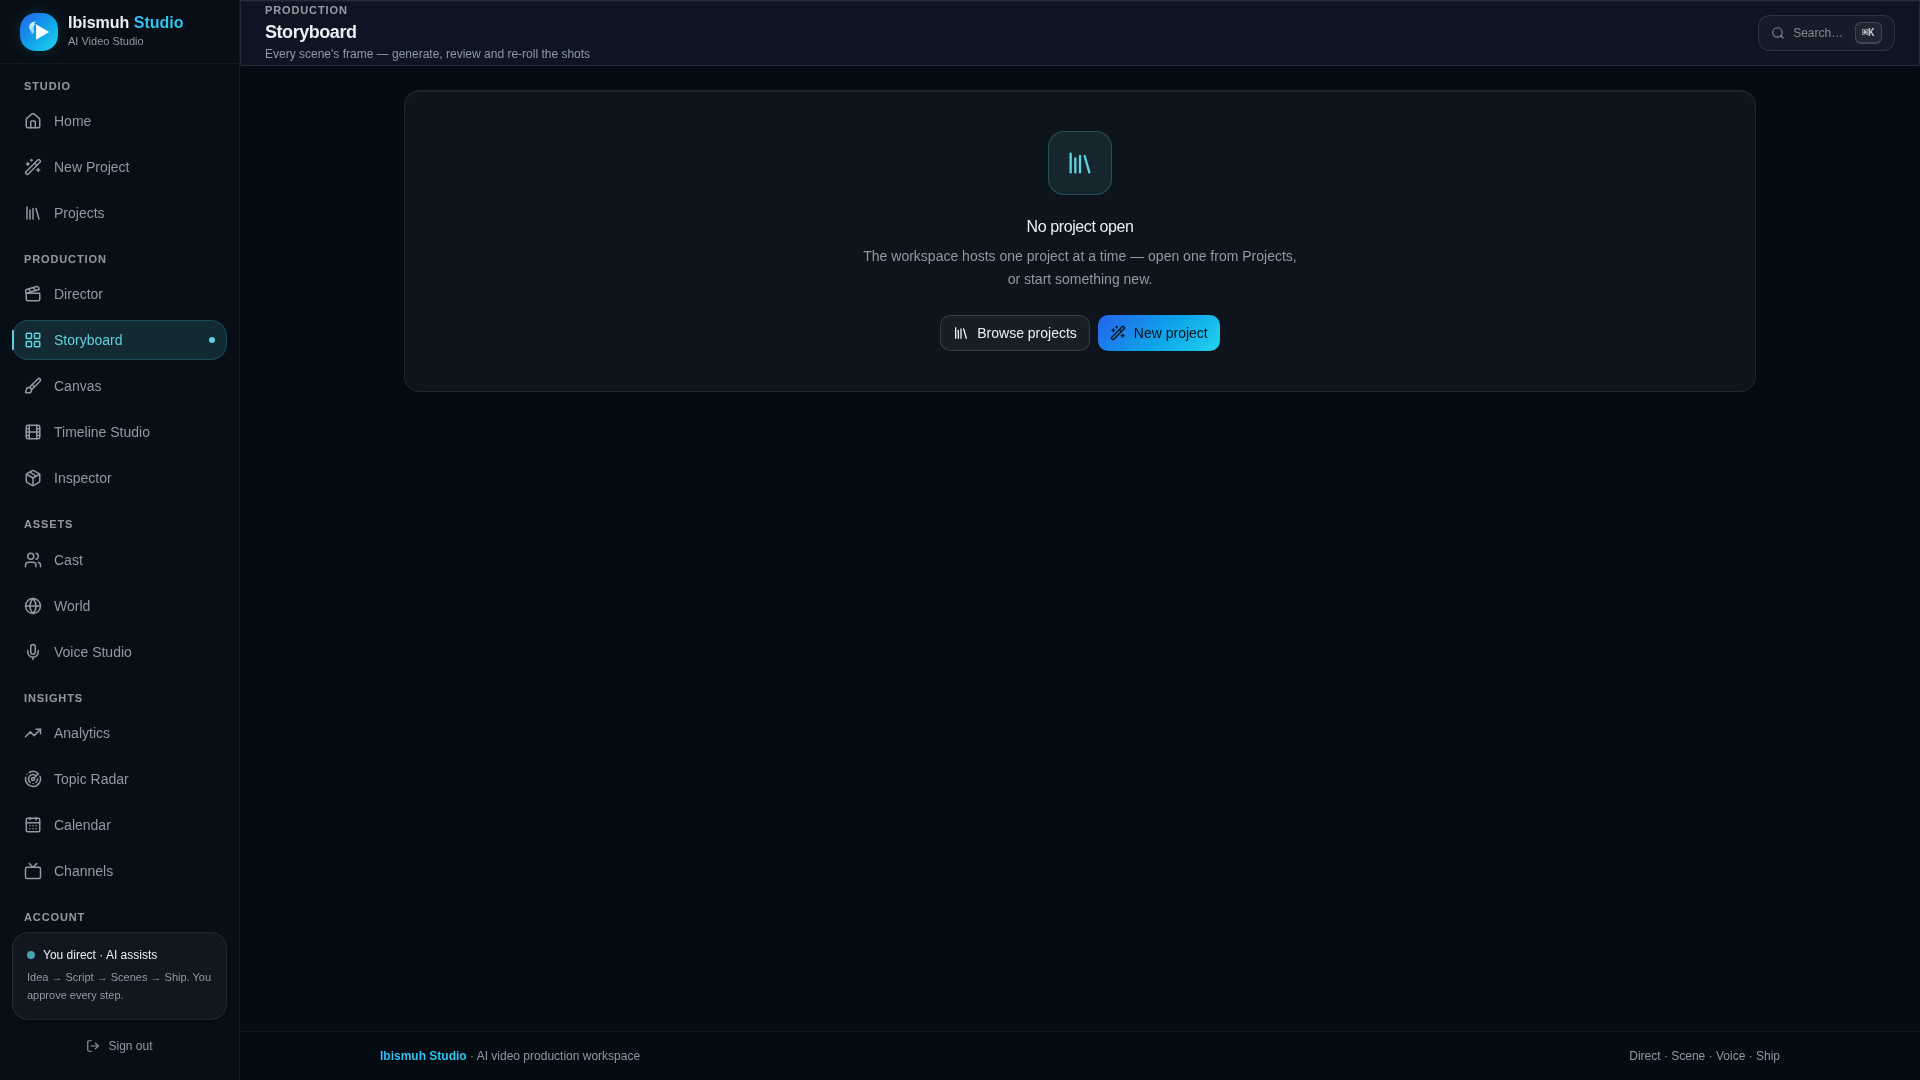 Ibismuh Studio
AI Video Studio
STUDIO
Home
New Project
Projects
PRODUCTION
Director
Storyboard
Canvas
Timeline Studio
Inspector
ASSETS
Cast
World
Voice Studio
INSIGHTS
Analytics
Topic Radar
Calendar
Channels
ACCOUNT
You direct · AI assists
Idea → Script → Scenes → Ship. You
approve every step.
Sign out
PRODUCTION
Storyboard
Every scene's frame — generate, review and re-roll the shots
Search… ⌘K
No project open
The workspace hosts one project at a time — open one from Projects,
or start something new.
Browse projects
New project
Ibismuh Studio · AI video production workspace
Direct · Scene · Voice · Ship